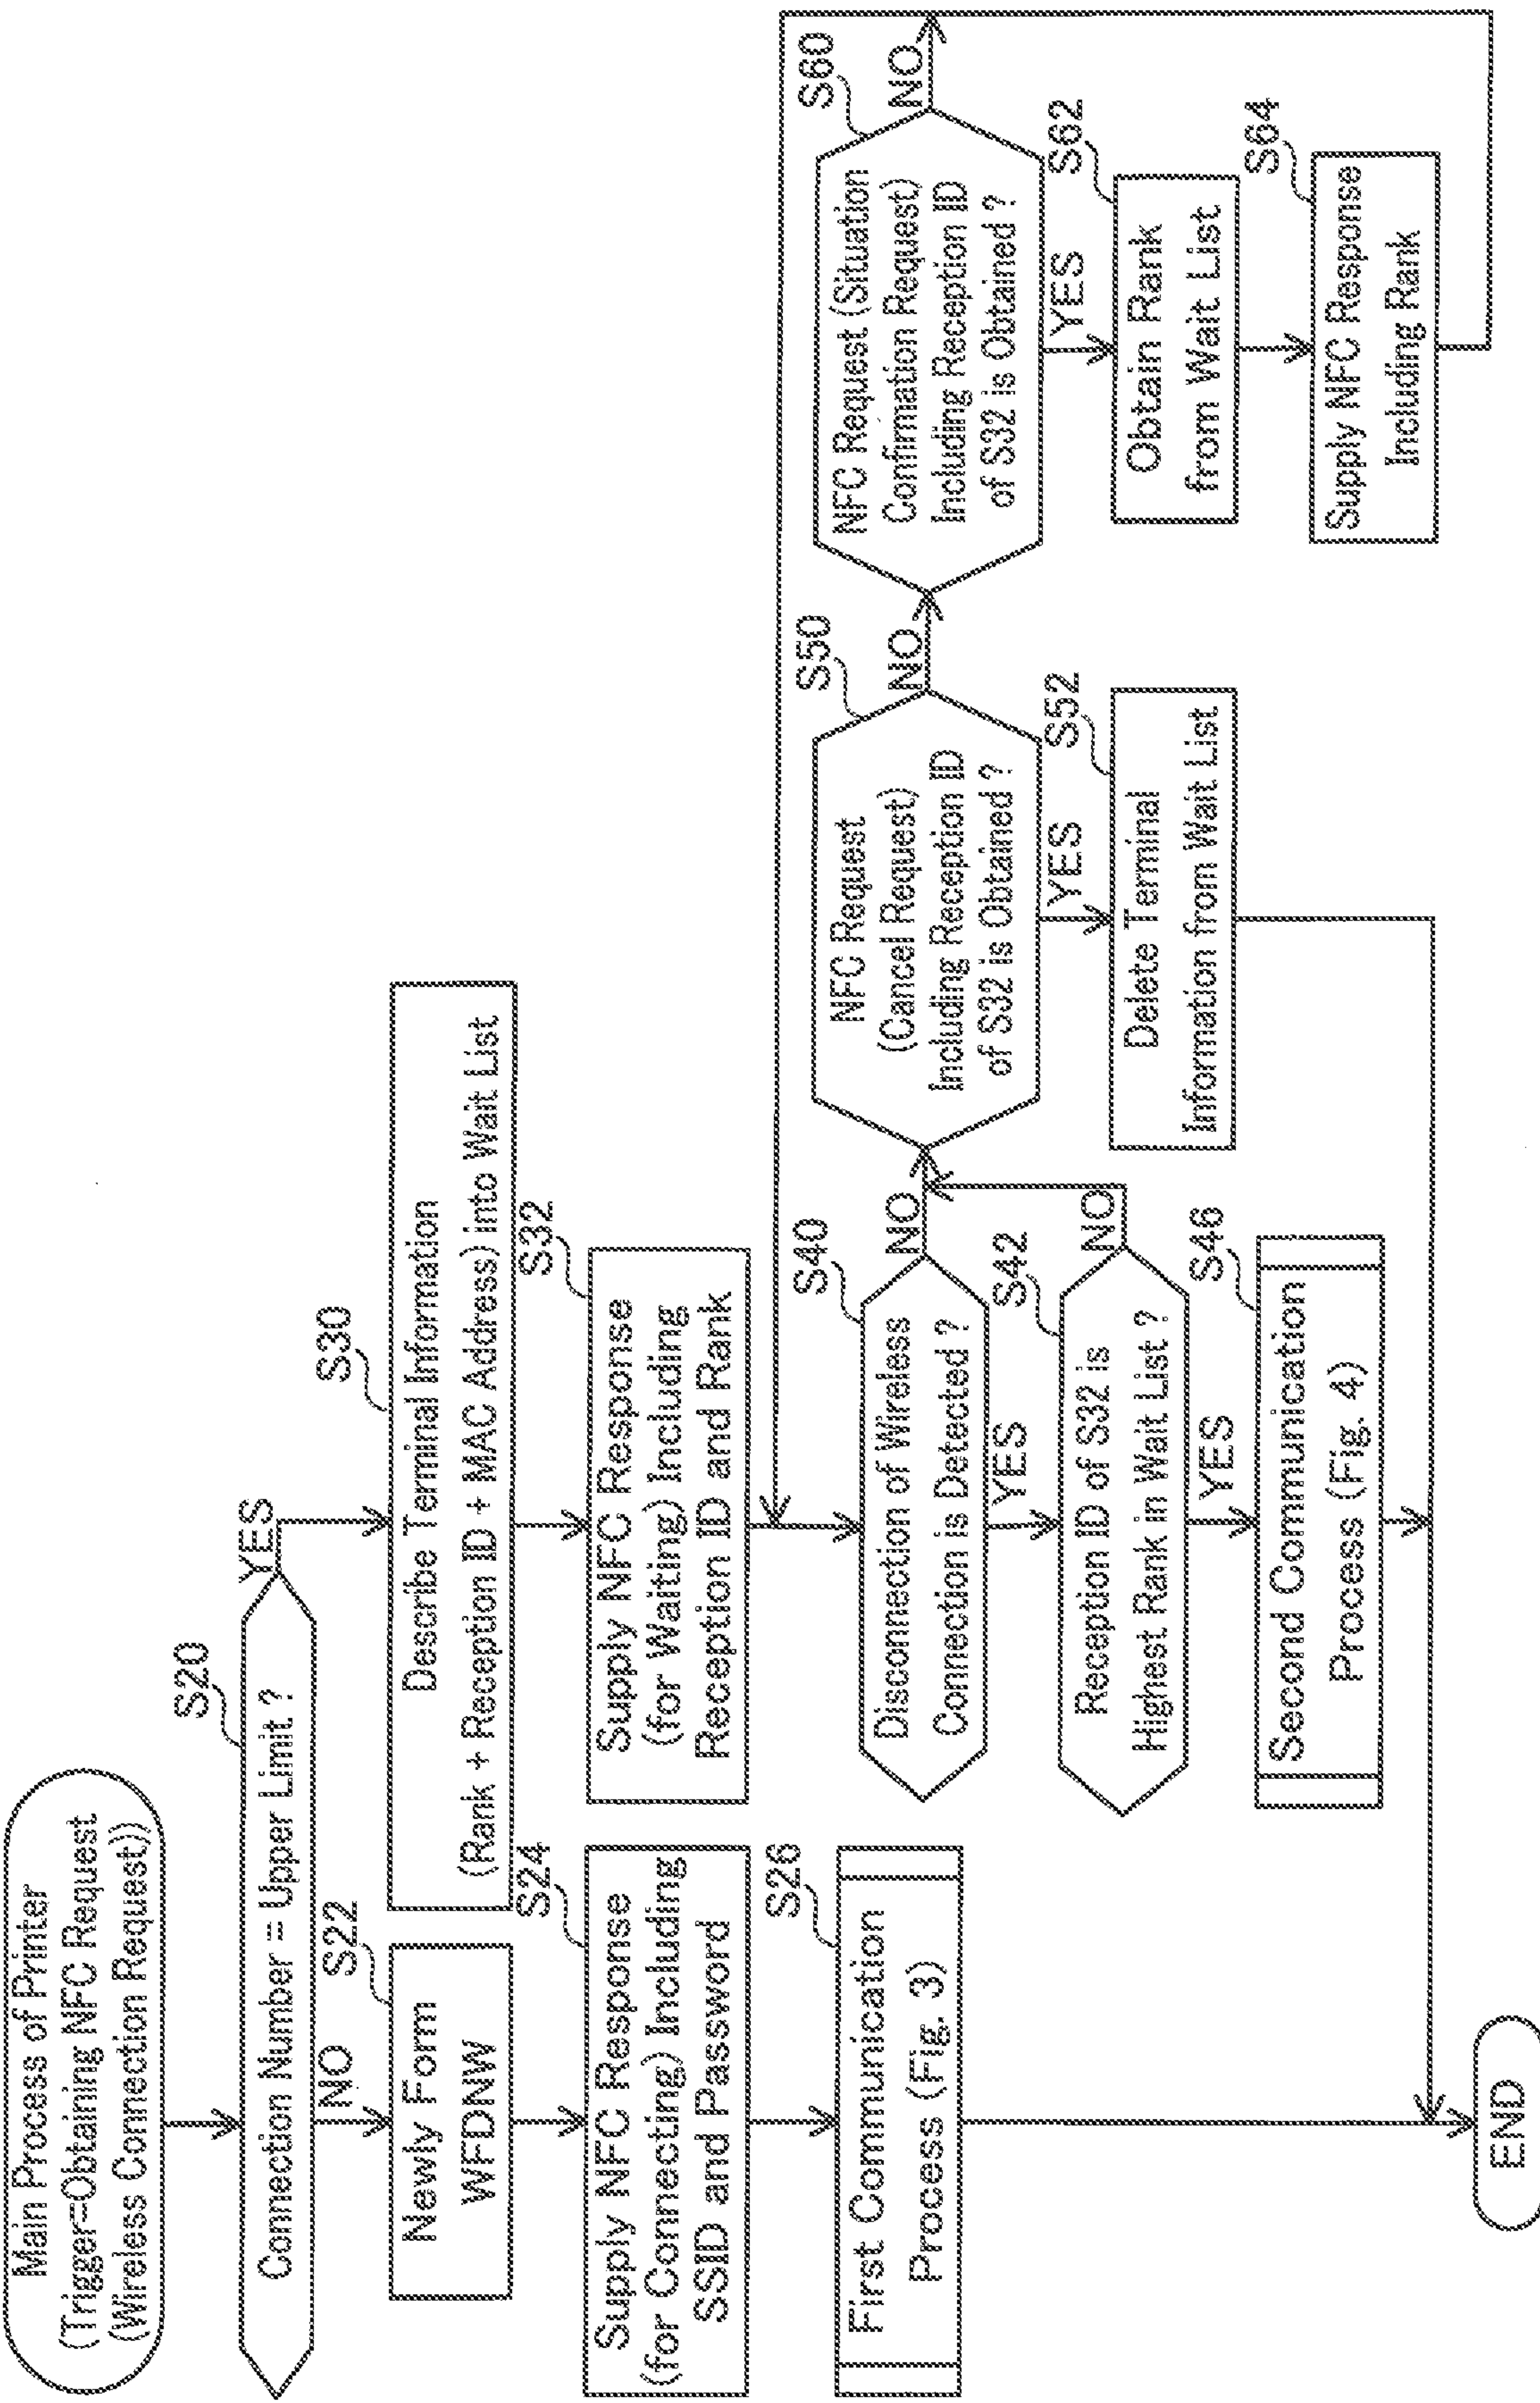 Main Process of Printer
(Trigger=Obtaining NFC Request
(Wireless Connection Request))
S20
Connection Number = Upper Limit ?
YES
NO
S22
Newly Form
WFDNW
S24
Supply NFC Response
(for Connecting) Including
SSID and Password
S26
First Communication
Process (Fig. 3)
S30
Describe Terminal Information
(Rank + Reception ID + MAC Address) into Wait List
S32
Supply NFC Response
(for Waiting) Including
Reception ID and Rank
S40
Disconnection of Wireless
Connection is Detected ?
NO
YES
S42
Reception ID of S32 is
Highest Rank in Wait List ?
NO
YES
S46
Second Communication
Process (Fig. 4)
S50
NFC Request
(Cancel Request)
Including Reception ID
of S32 is Obtained ?
NO
YES
S52
Delete Terminal
Information from Wait List
S60
NFC Request (Situation
Confirmation Request)
Including Reception ID
of S32 is Obtained ?
NO
YES
S62
Obtain Rank
from Wait List
S64
Supply NFC Response
Including Rank
END